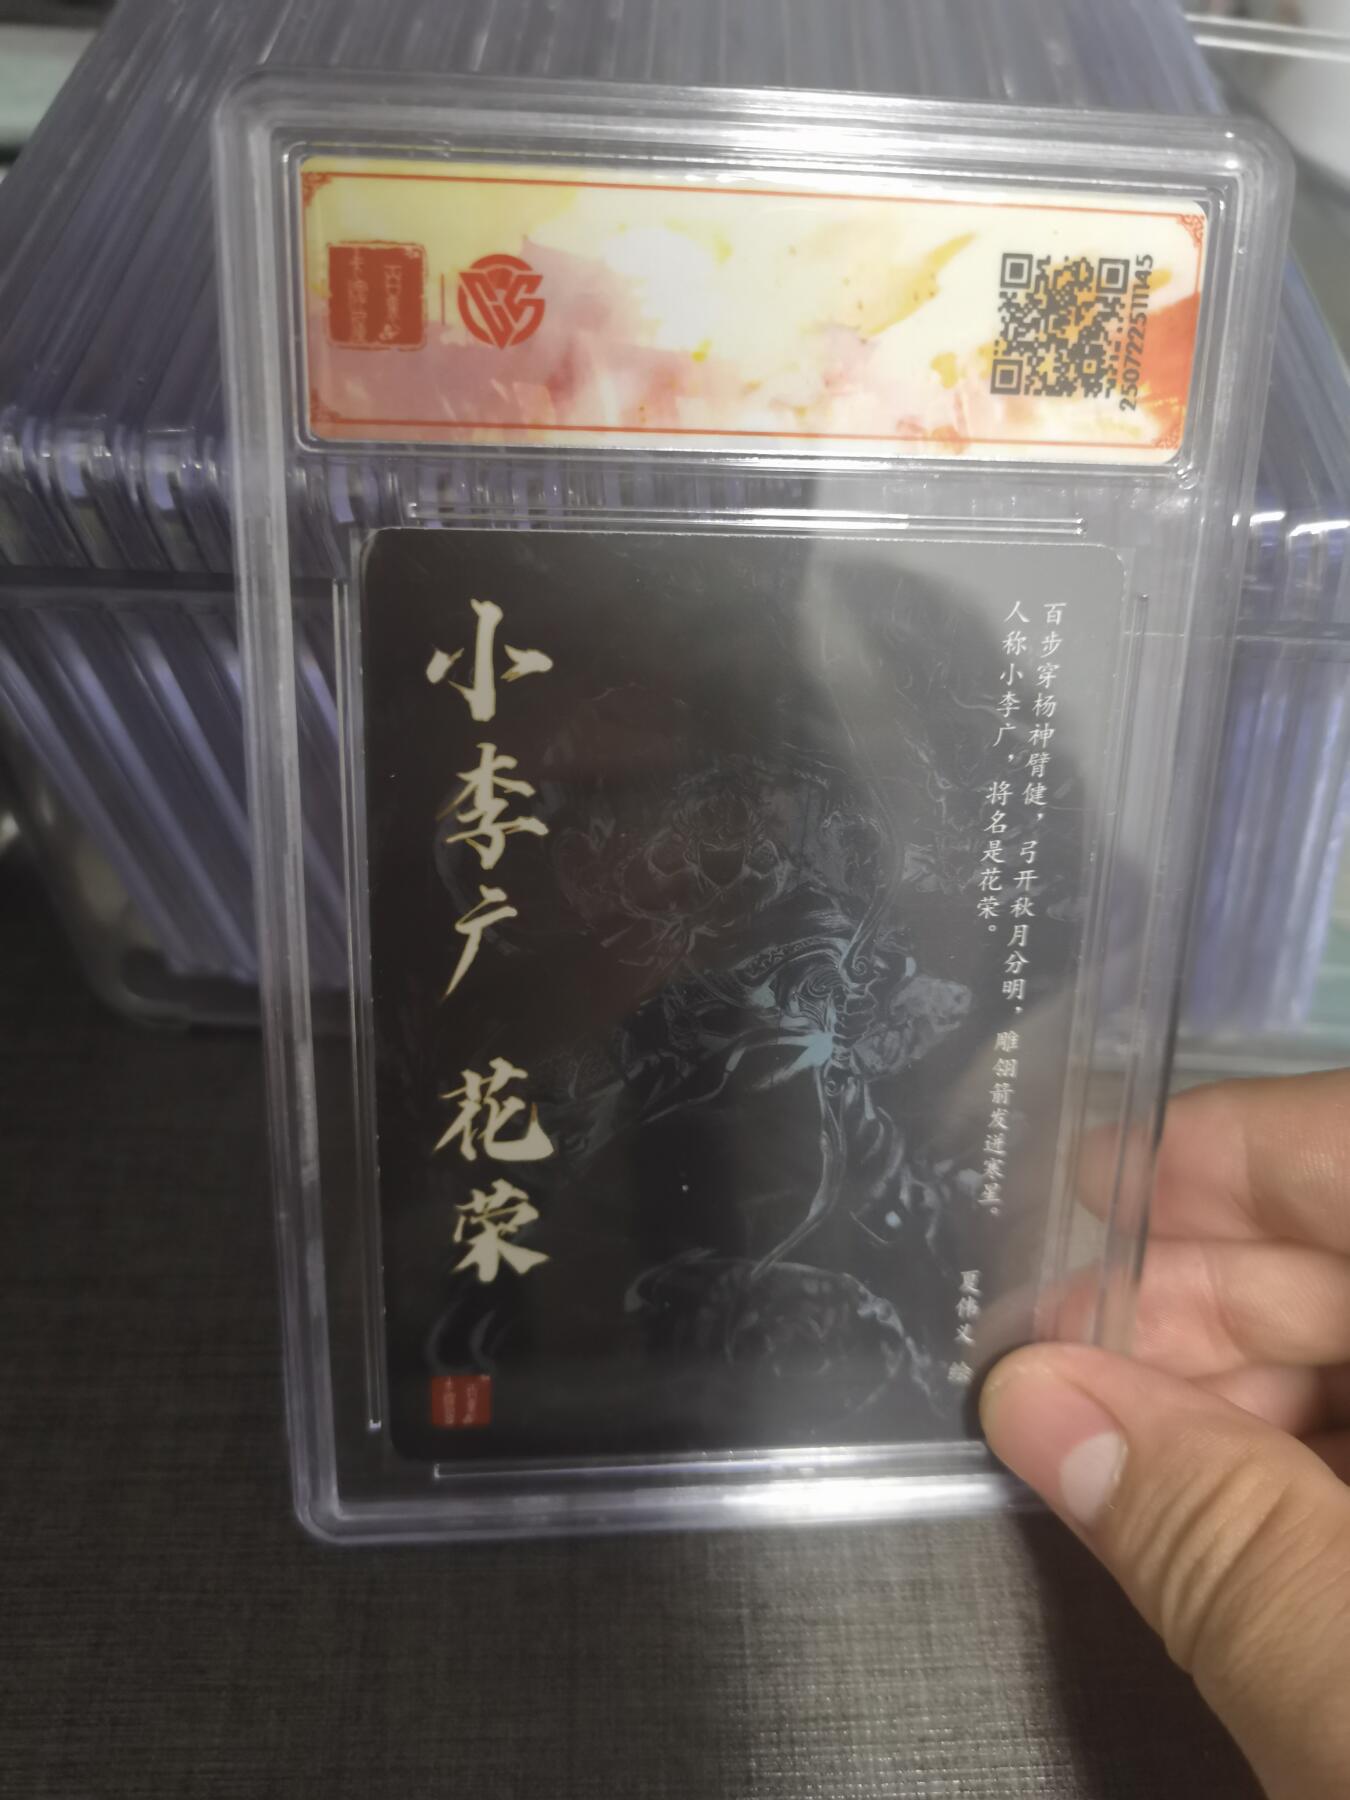 2507225111145
小李广 花荣
百步穿杨神臂健，弓开秋月分明，雕翎箭发迸寒星。
人称小李广，将名是花荣。
夏伟义 绘